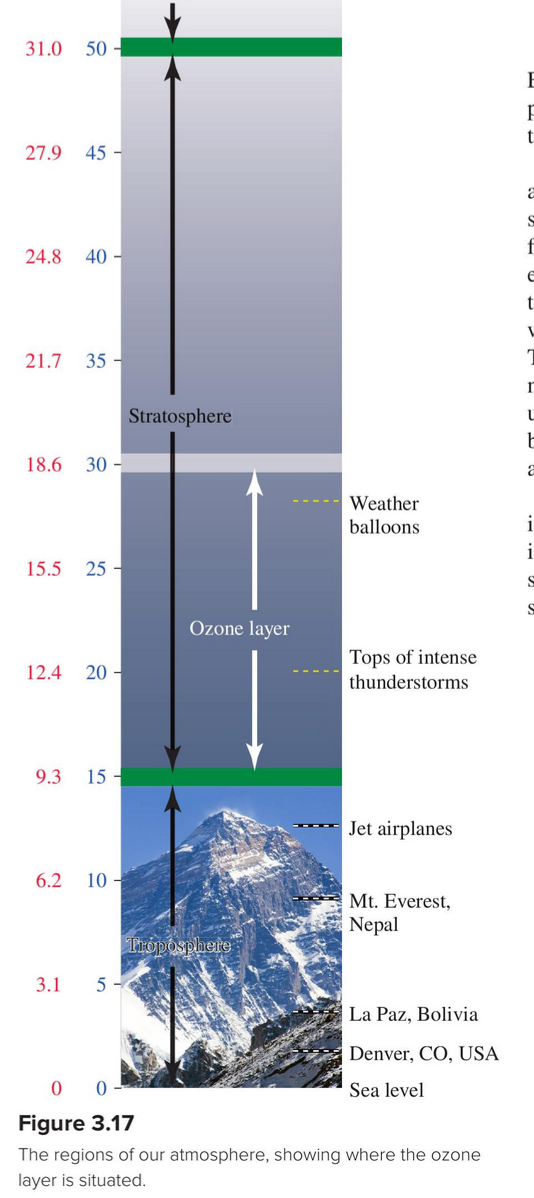 31.0 50
27.9 45
24.8 40
21.7 35
Stratosphere
18.6 30
Weather
balloons
15.5 25
Ozone layer
Tops of intense
thunderstorms
12.4 20
9.3 15
Jet airplanes
6.2 10
Mt. Everest,
Nepal
Troposphere
3.1 5
La Paz, Bolivia
Denver, CO, USA
0 0
Sea level
Figure 3.17
The regions of our atmosphere, showing where the ozone
layer is situated.